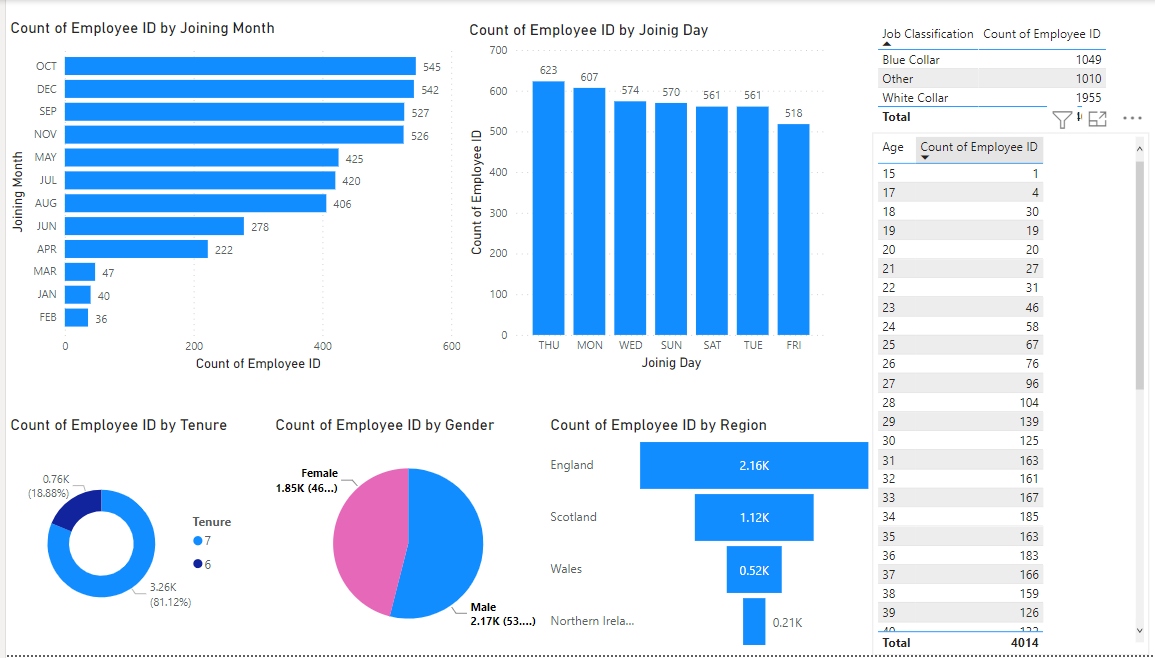 Count of Employee ID by Joining Month
Joining Month
OCT 545
DEC 542
SEP 527
NOV 526
MAY 425
JUL 420
AUG 406
JUN 278
APR 222
MAR 47
JAN 40
FEB 36
0 200 400 600
Count of Employee ID
Count of Employee ID by Joinig Day
Count of Employee ID
700
600
500
400
300
200
100
0
623 607 574 570 561 561 518
THU MON WED SUN SAT TUE FRI
Joinig Day
Job Classification Count of Employee ID
Blue Collar 1049
Other 1010
White Collar 1955
Total
Age Count of Employee ID
15 1
17 4
18 30
19 19
20 20
21 27
22 31
23 46
24 58
25 67
26 76
27 96
28 104
29 139
30 125
31 163
32 161
33 167
34 185
35 163
36 183
37 166
38 159
39 126
Total 4014
Count of Employee ID by Tenure
0.76K
(18.88%)
3.26K
(81.12%)
Tenure
7
6
Count of Employee ID by Gender
Female
1.85K (46...)
Male
2.17K (53....)
Count of Employee ID by Region
England 2.16K
Scotland 1.12K
Wales 0.52K
Northern Irela... 0.21K